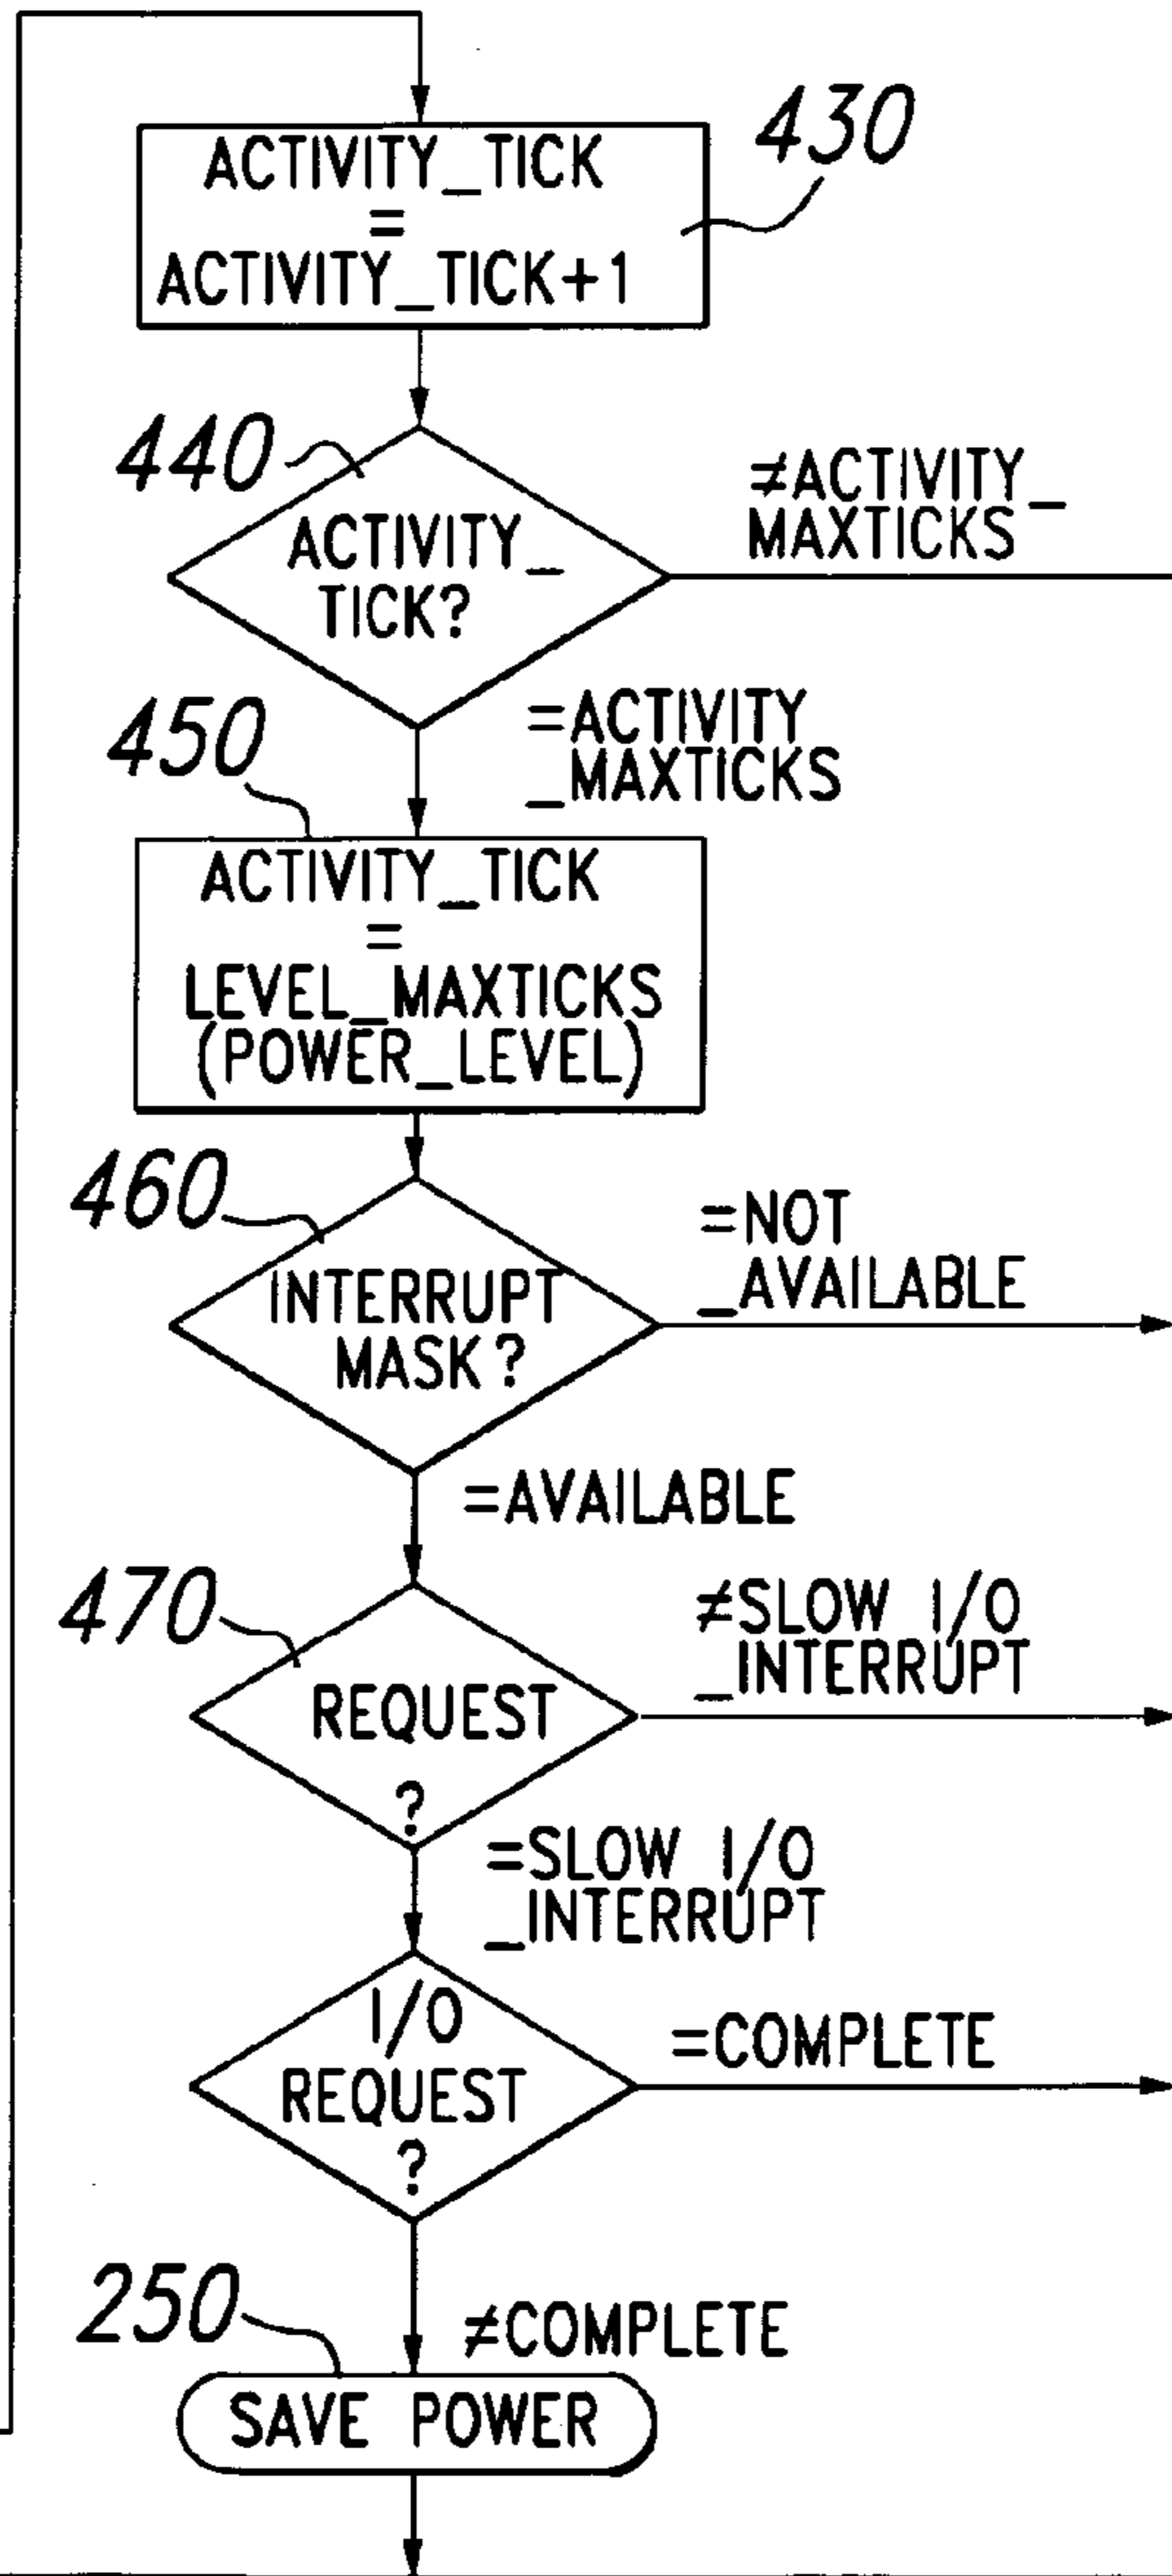 430
ACTIVITY_TICK
=
ACTIVITY_TICK+1
440
ACTIVITY_
TICK?
≠ACTIVITY_
MAXTICKS
=ACTIVITY
_MAXTICKS
450
ACTIVITY_TICK
=
LEVEL_MAXTICKS
(POWER_LEVEL)
460
INTERRUPT
MASK?
=NOT
_AVAILABLE
=AVAILABLE
470
REQUEST
?
≠SLOW I/O
_INTERRUPT
=SLOW I/O
_INTERRUPT
I/O
REQUEST
?
=COMPLETE
≠COMPLETE
250
SAVE POWER